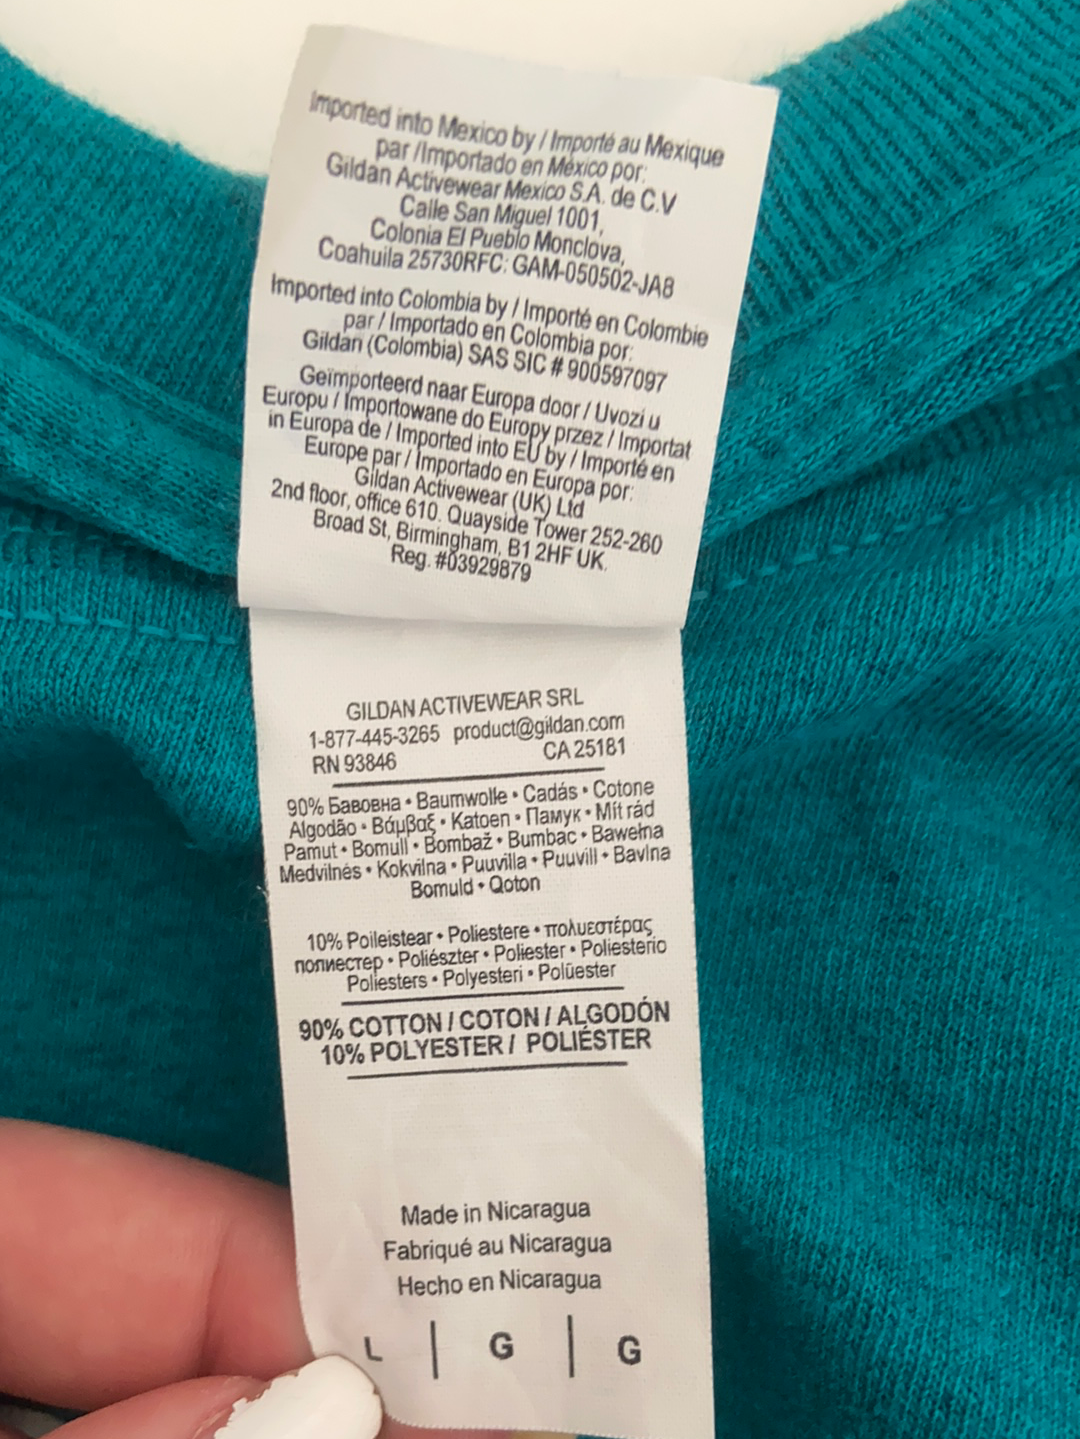 Imported into Mexico by / Importé au Mexique
par /Importado en México por:
Gildan Activewear Mexico S.A. de C.V
Calle San Miguel 1001,
Colonia El Pueblo Monclova,
Coahuila 25730RFC: GAM-050502-JA8
Imported into Colombia by / Importé en Colombie
par / Importado en Colombia por:
Gildan (Colombia) SAS SIC # 900597097
Geïmporteerd naar Europa door / Uvozi u
Europu / Importowane do Europy przez / Importat
in Europa de / Imported into EU by / Importé en
Europe par / Importado en Europa por:
Gildan Activewear (UK) Ltd
2nd floor, office 610. Quayside Tower 252-260
Broad St, Birmingham, B1 2HF UK.
Reg. #03929879
GILDAN ACTIVEWEAR SRL
1-877-445-3265 product@gildan.com
RN 93846 CA 25181
90% Бавовна • Baumwolle • Cadás • Cotone
Algodão • Βάμβαξ • Katoen • Памук • Mít rád
Pamut • Bomull • Bombaž • Bumbac • Bawełna
Medvilnés • Kokvilna • Puuvilla • Puuvill • Bavlna
Bomuld • Qoton
10% Poileistear • Poliestere • πολυεστέρας
полиестер • Poliészter • Poliester • Poliesterio
Poliesters • Polyesteri • Polüester
90% COTTON / COTON / ALGODÓN
10% POLYESTER / POLIÉSTER
Made in Nicaragua
Fabriqué au Nicaragua
Hecho en Nicaragua
L | G | G